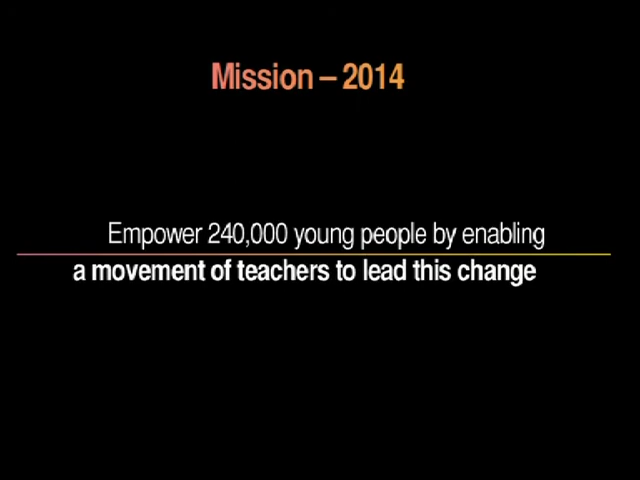 Mission – 2014
Empower 240,000 young people by enabling
a movement of teachers to lead this change